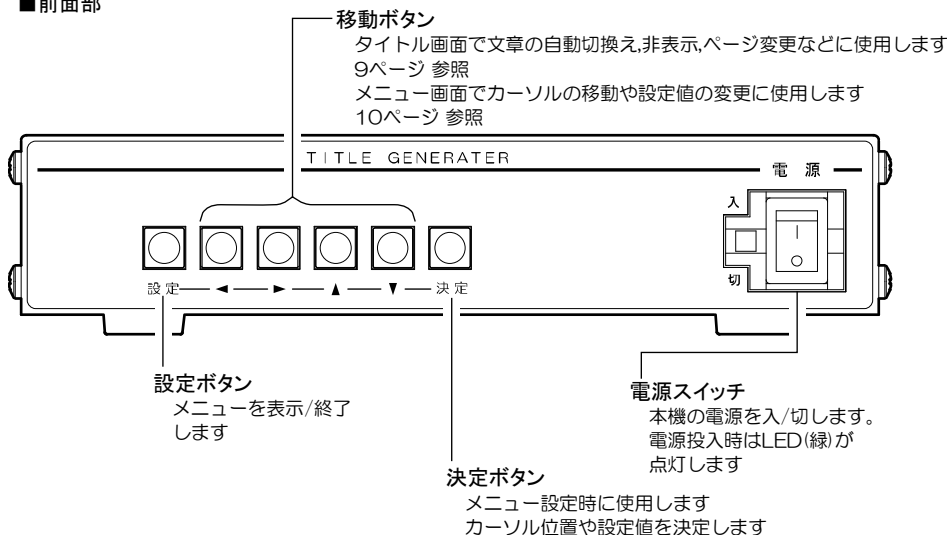 ■前面部
移動ボタン
タイトル画面で文章の自動切換え,非表示,ページ変更などに使用します
9ページ 参照
メニュー画面でカーソルの移動や設定値の変更に使用します
10ページ 参照
TITLE GENERATER
電 源
入
切
設定 ◄ ► ▲ ▼ 決定
設定ボタン
メニューを表示/終了
します
電源スイッチ
本機の電源を入/切します。
電源投入時はLED(緑)が
点灯します
決定ボタン
メニュー設定時に使用します
カーソル位置や設定値を決定します